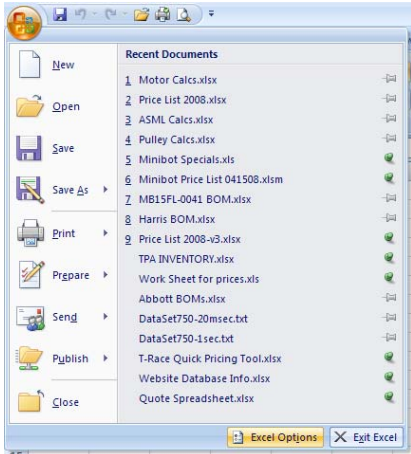 Recent Documents
New
Open
Save
Save As
Print
Prepare
Send
Publish
Close
1 Motor Calcs.xlsx
2 Price List 2008.xlsx
3 ASML Calcs.xlsx
4 Pulley Calcs.xlsx
5 Minibot Specials.xls
6 Minibot Price List 041508.xlsm
7 MB15FL-0041 BOM.xlsx
8 Harris BOM.xlsx
9 Price List 2008-v3.xlsx
TPA INVENTORY.xlsx
Work Sheet for prices.xls
Abbott BOMs.xlsx
DataSet750-20msec.txt
DataSet750-1sec.txt
T-Race Quick Pricing Tool.xlsx
Website Database Info.xlsx
Quote Spreadsheet.xlsx
Excel Options
Exit Excel